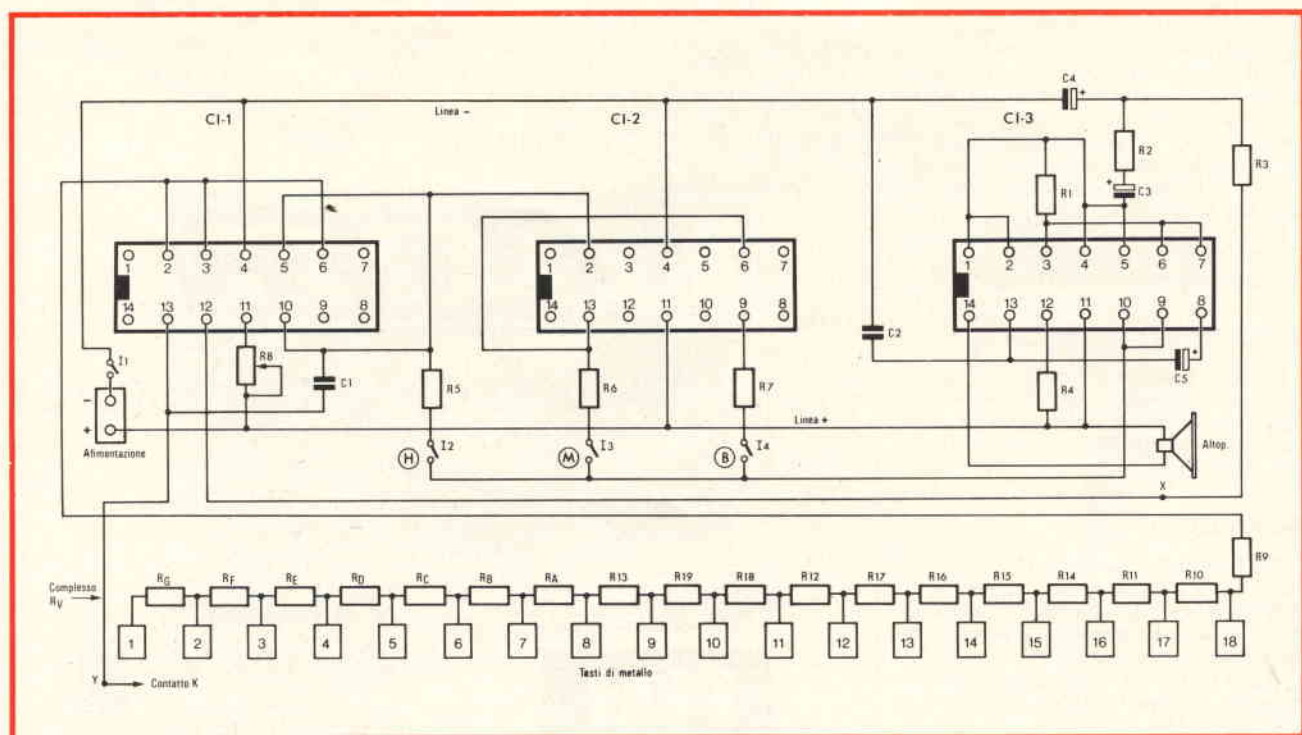 C4
+
Linea –
CI-1
CI-2
CI-3
R2
R3
R1
+
C3
1 2 3 4 5 6 7
14 13 12 11 10 9 8
1 2 3 4 5 6 7
14 13 12 11 10 9 8
1 2 3 4 5 6 7
14 13 12 11 10 9 8
I1
R8
C1
R5
R6
R7
C2
R4
C5
+
–
+
Alimentazione
Linea +
H
I2
M
I3
B
I4
Altop.
X
R9
Complesso
RV
RG RF RE RD RC RB RA R13 R19 R18 R12 R17 R16 R15 R14 R11 R10
1 2 3 4 5 6 7 8 9 10 11 12 13 14 15 16 17 18
Tasti di metallo
Y
Contatto K